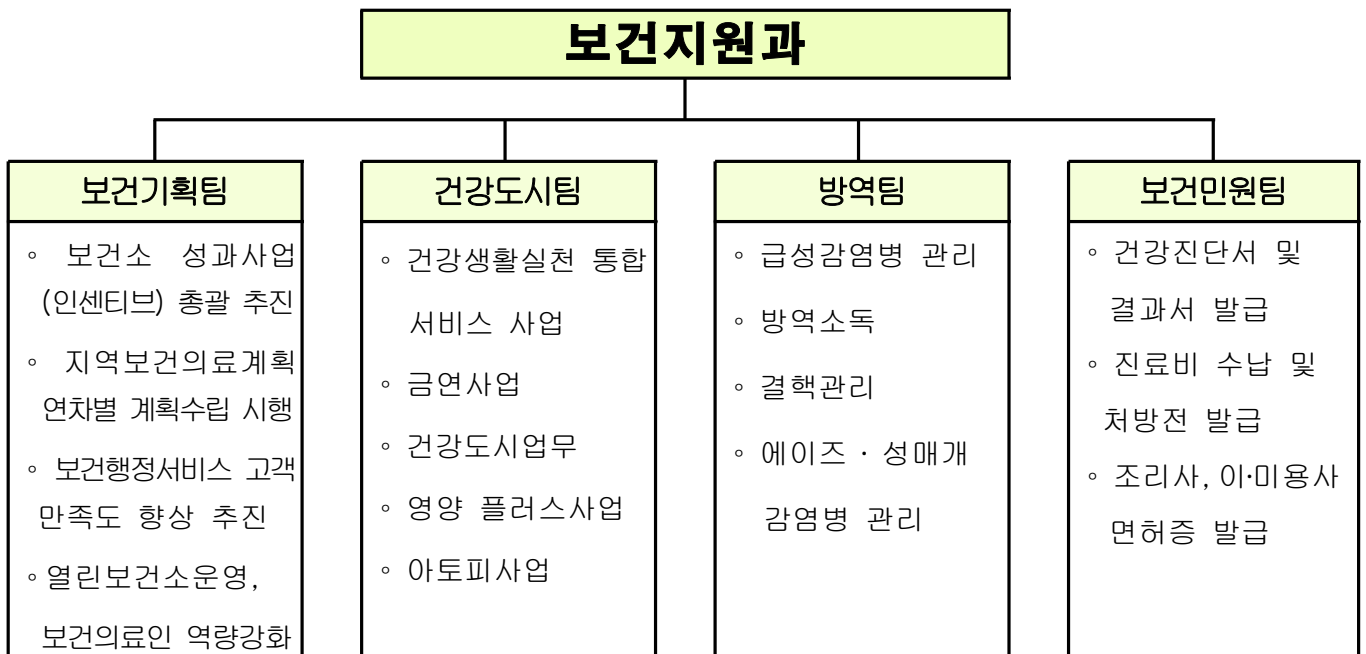 보건지원과
보건기획팀
◦ 보건소 성과사업
(인센티브) 총괄 추진
◦ 지역보건의료계획
연차별 계획수립 시행
◦ 보건행정서비스 고객
만족도 향상 추진
◦열린보건소운영,
보건의료인 역량강화
건강도시팀
◦ 건강생활실천 통합
서비스 사업
◦ 금연사업
◦ 건강도시업무
◦ 영양 플러스사업
◦ 아토피사업
방역팀
◦ 급성감염병 관리
◦ 방역소독
◦ 결핵관리
◦ 에이즈 · 성매개
감염병 관리
보건민원팀
◦ 건강진단서 및
결과서 발급
◦ 진료비 수납 및
처방전 발급
◦ 조리사, 이·미용사
면허증 발급